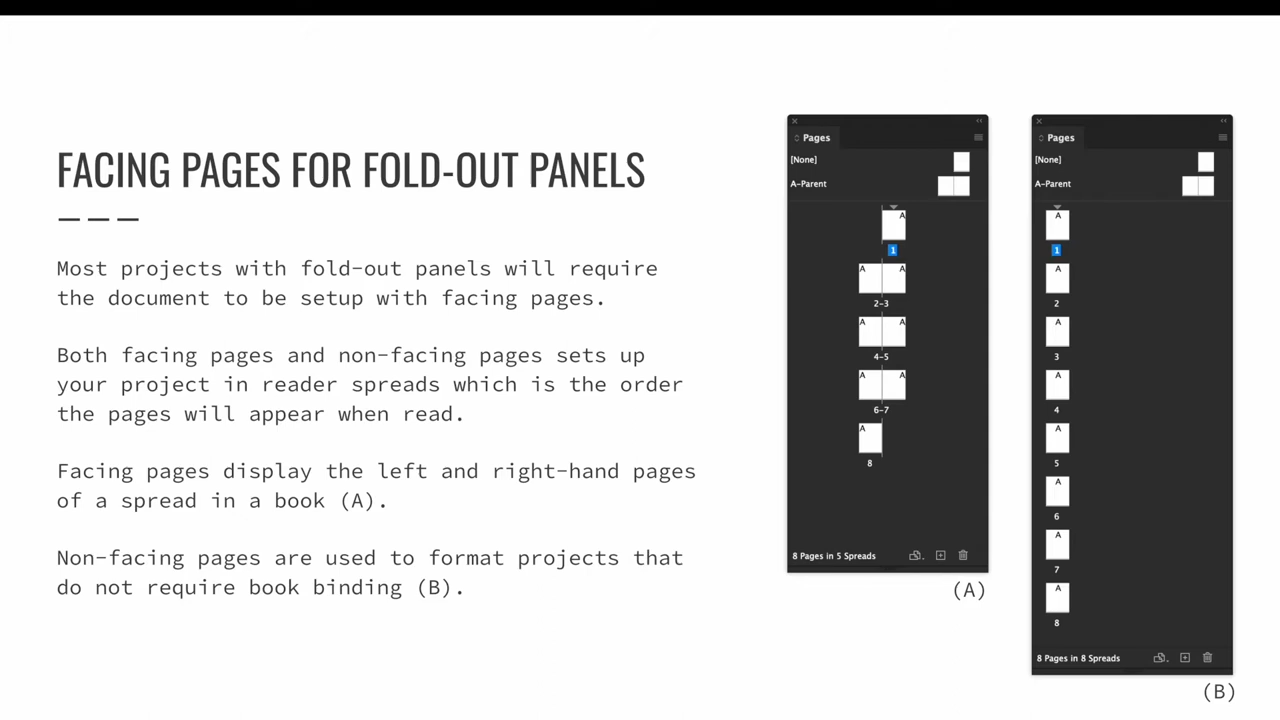 FACING PAGES FOR FOLD-OUT PANELS
Most projects with fold-out panels will require
the document to be setup with facing pages.
Both facing pages and non-facing pages sets up
your project in reader spreads which is the order
the pages will appear when read.
Facing pages display the left and right-hand pages
of a spread in a book (A).
Non-facing pages are used to format projects that
do not require book binding (B).
Pages
[None]
A-Parent
A
1
A A
2-3
A A
4-5
A A
6-7
A
8
8 Pages in 5 Spreads
(A)
Pages
[None]
A-Parent
A
1
A
2
A
3
A
4
A
5
A
6
A
7
A
8
8 Pages in 8 Spreads
(B)